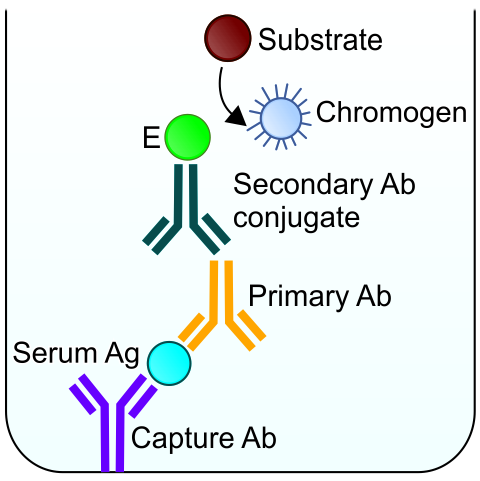 Substrate
Chromogen
E
Secondary Ab
conjugate
Primary Ab
Serum Ag
Capture Ab